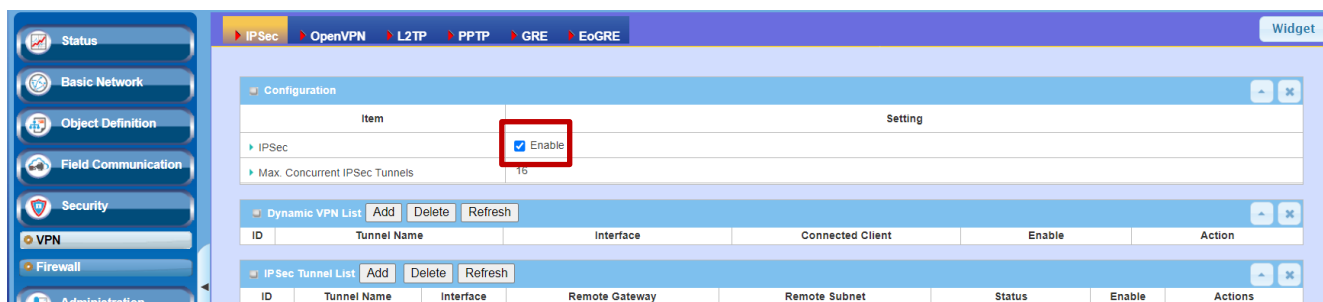 Status
IPSec OpenVPN L2TP PPTP GRE EoGRE
Widget
Basic Network
Object Definition
Field Communication
Security
VPN
Firewall
Administration
Configuration
Item Setting
IPSec Enable
Max. Concurrent IPSec Tunnels 16
Dynamic VPN List Add Delete Refresh
ID Tunnel Name Interface Connected Client Enable Action
IPSec Tunnel List Add Delete Refresh
ID Tunnel Name Interface Remote Gateway Remote Subnet Status Enable Actions